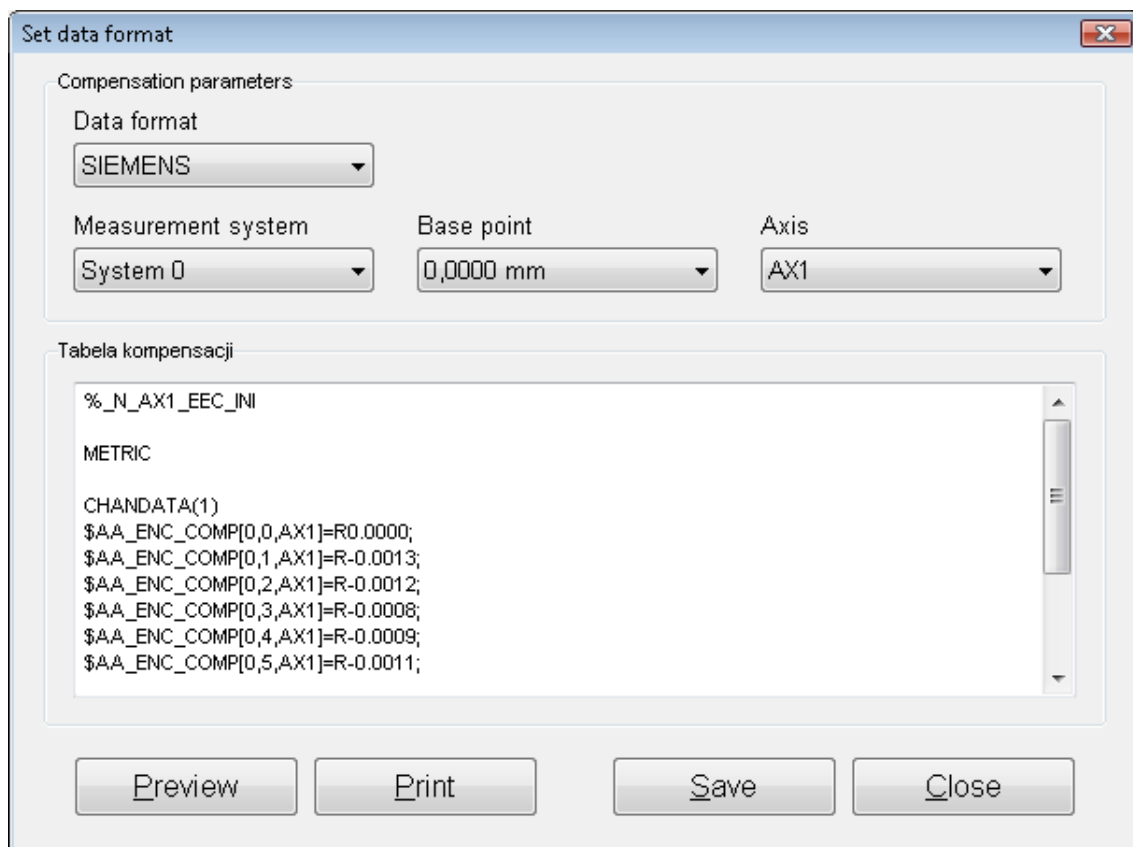 Set data format
Compensation parameters
Data format
SIEMENS
Measurement system Base point Axis
System 0 0,0000 mm AX1
Tabela kompensacji
%_N_AX1_EEC_INI
METRIC
CHANDATA(1)
$AA_ENC_COMP[0,0,AX1]=R0.0000;
$AA_ENC_COMP[0,1,AX1]=R-0.0013;
$AA_ENC_COMP[0,2,AX1]=R-0.0012;
$AA_ENC_COMP[0,3,AX1]=R-0.0008;
$AA_ENC_COMP[0,4,AX1]=R-0.0009;
$AA_ENC_COMP[0,5,AX1]=R-0.0011;
Preview Print Save Close